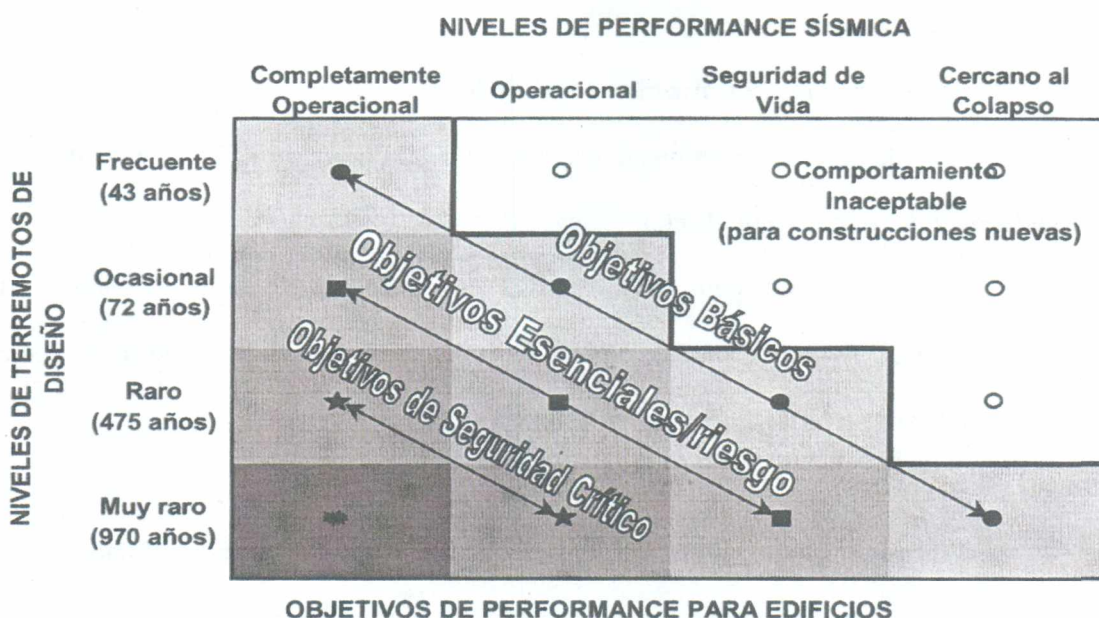 NIVELES DE PERFORMANCE SÍSMICA
Completamente
Operacional
Operacional
Seguridad de
Vida
Cercano al
Colapso
NIVELES DE TERREMOTOS DE
DISEÑO
Frecuente
(43 años)
Comportamiento
Inaceptable
(para construcciones nuevas)
Ocasional
(72 años)
Raro
(475 años)
Muy raro
(970 años)
Objetivos Básicos
Objetivos Esenciales/riesgo
Objetivos de Seguridad Crítico
OBJETIVOS DE PERFORMANCE PARA EDIFICIOS